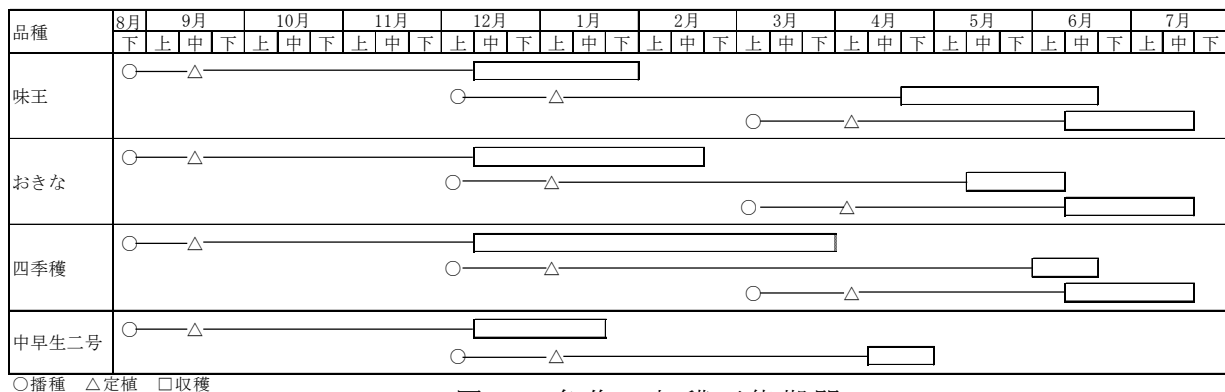 品種 8月 9月 10月 11月 12月 1月 2月 3月 4月 5月 6月 7月
下 上 中 下 上 中 下 上 中 下 上 中 下 上 中 下 上 中 下 上 中 下 上 中 下 上 中 下 上 中 下 上 中 下
味王
おきな
四季穫
中早生二号
○播種 △定植 □収穫